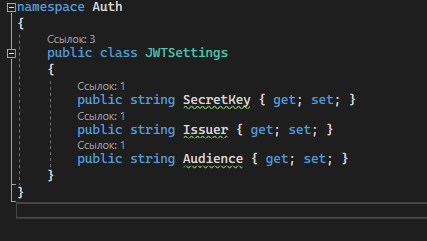 namespace Auth
{
Ссылок: 3
public class JWTSettings
{
Ссылок: 1
public string SecretKey { get; set; }
Ссылок: 1
public string Issuer { get; set; }
Ссылок: 1
public string Audience { get; set; }
}
}